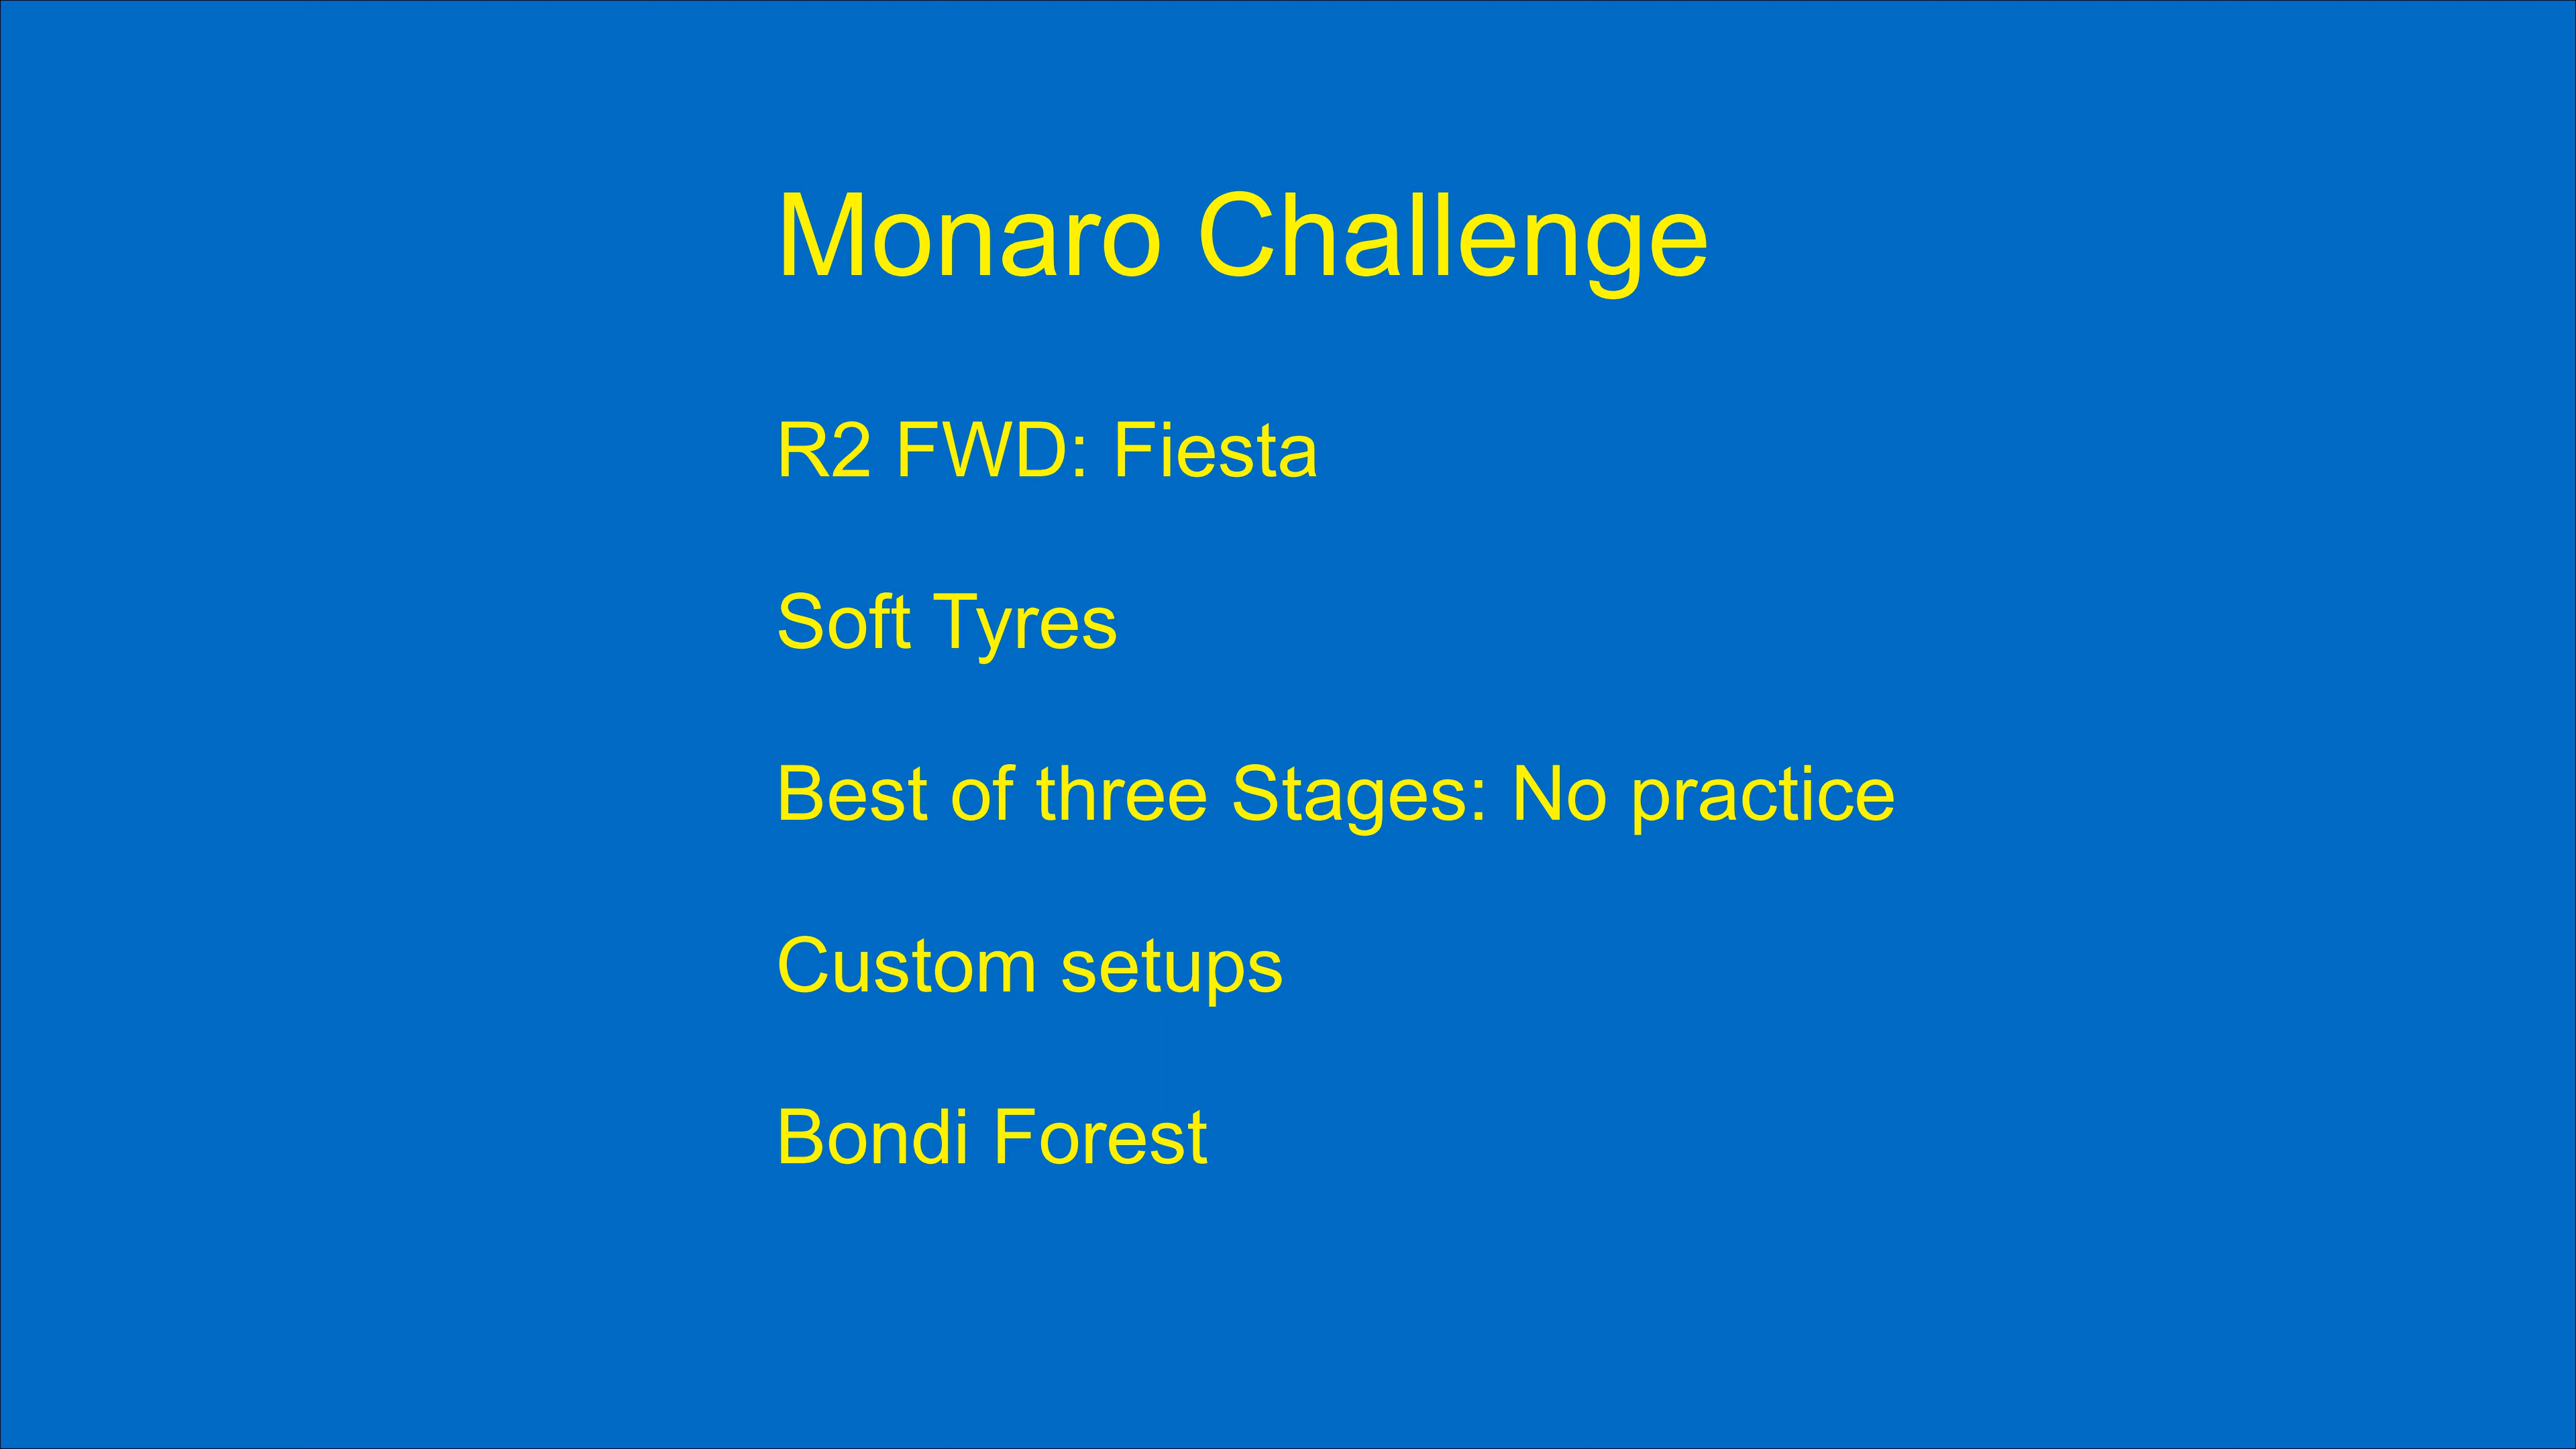 Monaro Challenge
R2 FWD: Fiesta
Soft Tyres
Best of three Stages: No practice
Custom setups
Bondi Forest